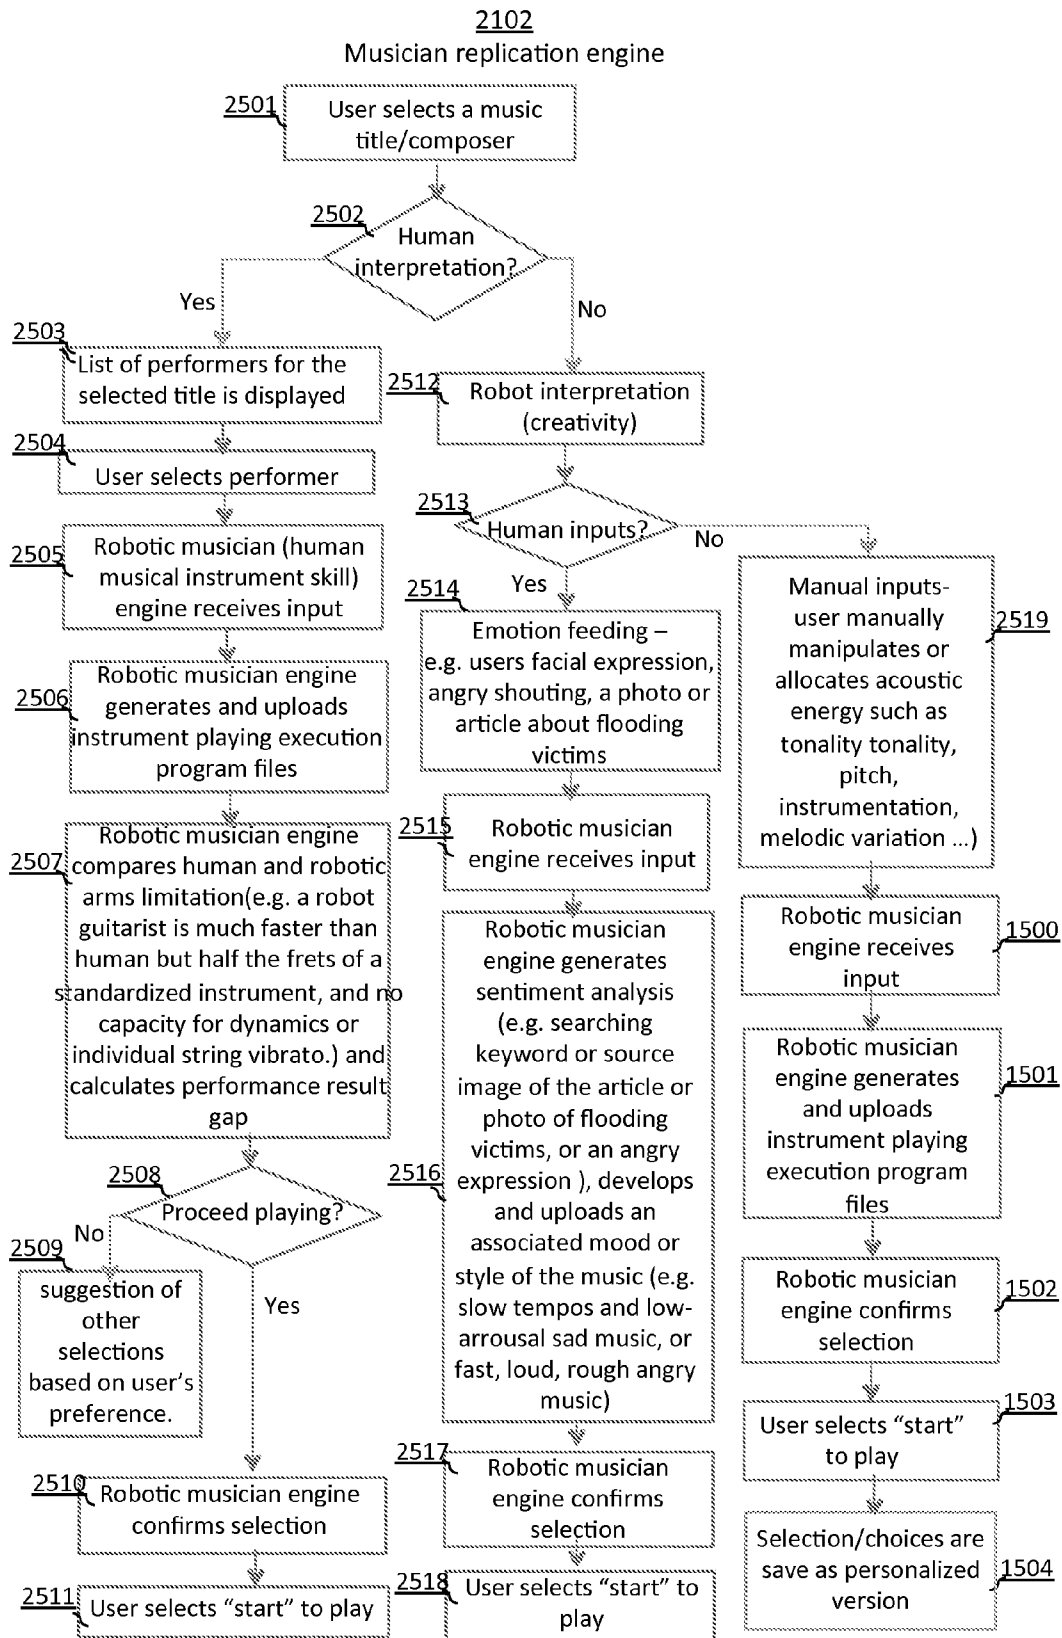 2102
Musician replication engine
2501
User selects a music
title/composer
2502
Human
interpretation?
Yes
No
2503
List of performers for the
selected title is displayed
2504
User selects performer
2505
Robotic musician (human
musical instrument skill)
engine receives input
2506
Robotic musician engine
generates and uploads
instrument playing execution
program files
2507
Robotic musician engine
compares human and robotic
arms limitation(e.g. a robot
guitarist is much faster than
human but half the frets of a
standardized instrument, and no
capacity for dynamics or
individual string vibrato.) and
calculates performance result
gap
2508
Proceed playing?
No
Yes
2509
suggestion of
other
selections
based on user's
preference.
2510
Robotic musician engine
confirms selection
2511
User selects "start" to play
2512
Robot interpretation
(creativity)
2513
Human inputs?
Yes
No
2514
Emotion feeding –
e.g. users facial expression,
angry shouting, a photo or
article about flooding
victims
2515
Robotic musician
engine receives input
2516
Robotic musician
engine generates
sentiment analysis
(e.g. searching
keyword or source
image of the article or
photo of flooding
victims, or an angry
expression ), develops
and uploads an
associated mood or
style of the music (e.g.
slow tempos and low-
arrousal sad music, or
fast, loud, rough angry
music)
2517
Robotic musician
engine confirms
selection
2518
User selects "start" to
play
2519
Manual inputs-
user manually
manipulates or
allocates acoustic
energy such as
tonality tonality,
pitch,
instrumentation,
melodic variation ...)
1500
Robotic musician
engine receives
input
1501
Robotic musician
engine generates
and uploads
instrument playing
execution program
files
1502
Robotic musician
engine confirms
selection
1503
User selects "start"
to play
1504
Selection/choices are
save as personalized
version